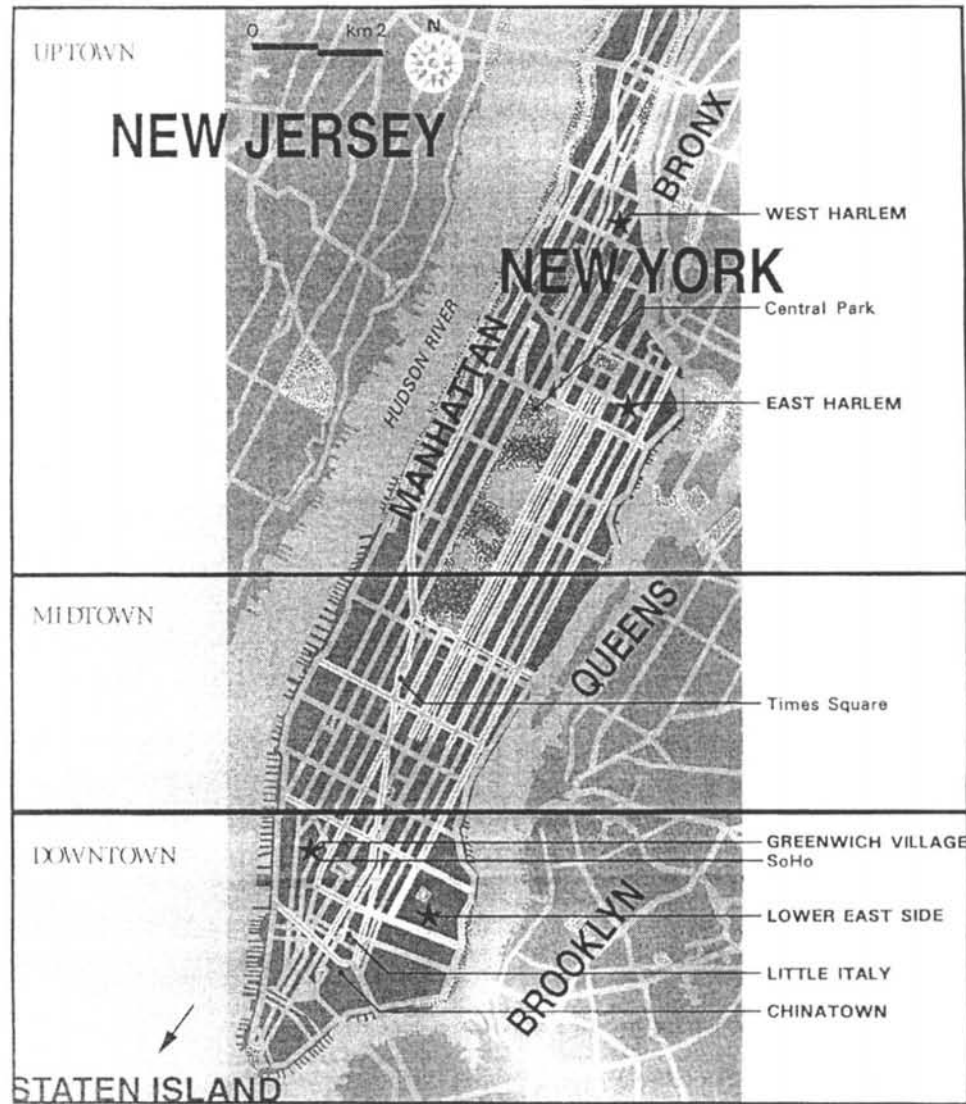 UPTOWN
0 km 2
N
NEW JERSEY
BRONX
WEST HARLEM
NEW YORK
Central Park
HUDSON RIVER
MANHATTAN
EAST HARLEM
MIDTOWN
QUEENS
Times Square
DOWNTOWN
GREENWICH VILLAGE
SoHo
LOWER EAST SIDE
BROOKLYN
LITTLE ITALY
CHINATOWN
STATEN ISLAND